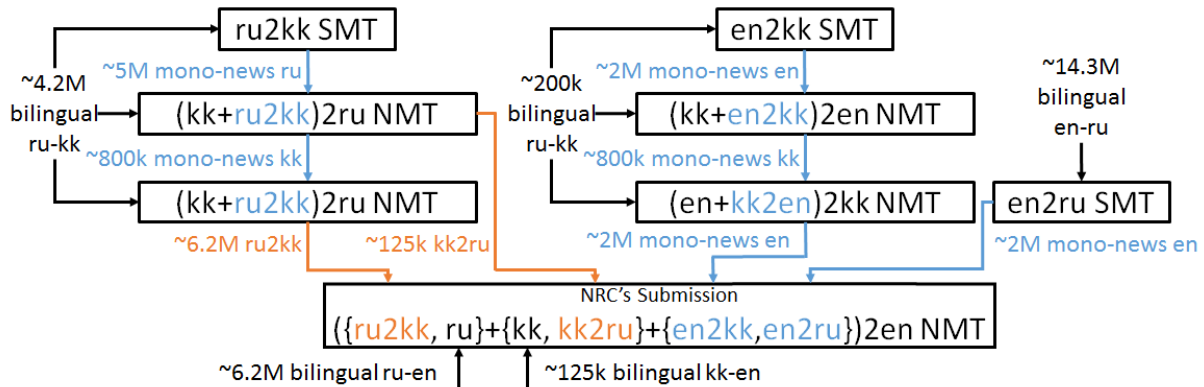 ru2kk SMT
~4.2M
bilingual
ru-kk
~5M mono-news ru
(kk+ru2kk)2ru NMT
~800k mono-news kk
(kk+ru2kk)2ru NMT
~6.2M ru2kk
~125k kk2ru
en2kk SMT
~200k
bilingual
ru-kk
~2M mono-news en
(kk+en2kk)2en NMT
~800k mono-news kk
(en+kk2en)2kk NMT
~2M mono-news en
~14.3M
bilingual
en-ru
en2ru SMT
~2M mono-news en
NRC's Submission
({ru2kk, ru}+{kk, kk2ru}+{en2kk,en2ru})2en NMT
~6.2M bilingual ru-en
~125k bilingual kk-en